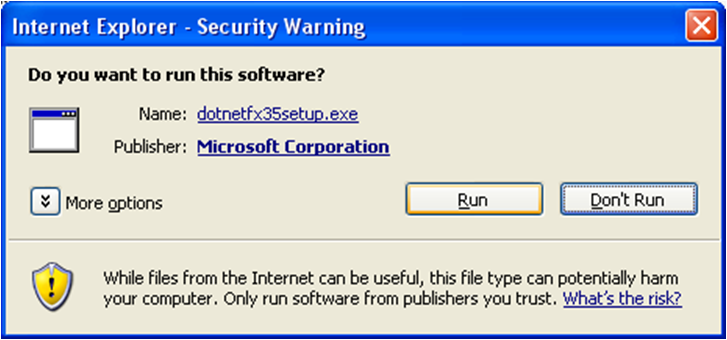 Internet Explorer - Security Warning
Do you want to run this software?
Name: dotnetfx35setup.exe
Publisher: Microsoft Corporation
More options
Run
Don't Run
While files from the Internet can be useful, this file type can potentially harm
your computer. Only run software from publishers you trust. What's the risk?